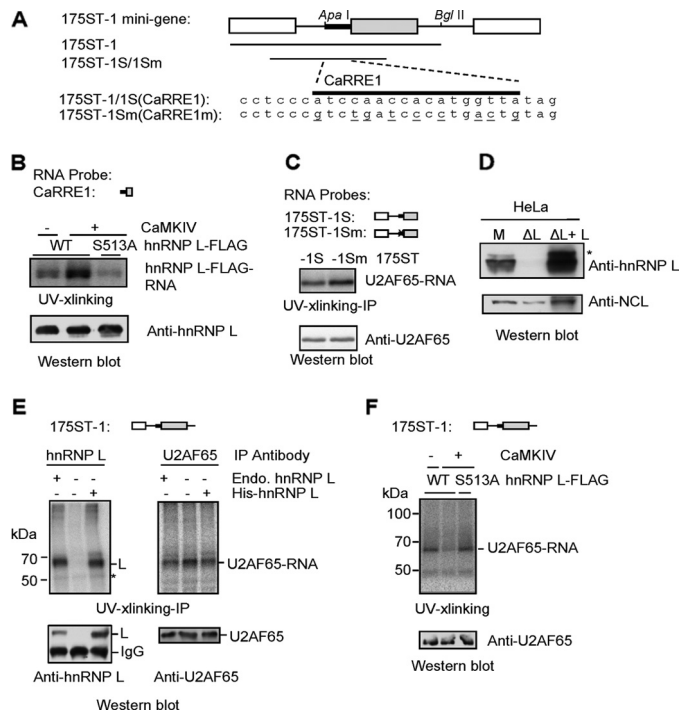 A
175ST-1 mini-gene:
Apa I
Bgl II
175ST-1
175ST-1S/1Sm
CaRRE1
175ST-1/1S(CaRRE1): cctcccatccaaccacatggttatag
175ST-1Sm(CaRRE1m): cctcccgtctgatccctgactgtag
B
RNA Probe:
CaRRE1:
- + CaMKIV
WT S513A hnRNP L-FLAG
hnRNP L-FLAG-
RNA
UV-xlinking
Anti-hnRNP L
Western blot
C
RNA Probes:
175ST-1S:
175ST-1Sm:
-1S -1Sm 175ST
U2AF65-RNA
UV-xlinking-IP
Anti-U2AF65
Western blot
D
HeLa
M ΔL ΔL+ L
*
Anti-hnRNP L
Anti-NCL
Western blot
E
175ST-1:
hnRNP L U2AF65 IP Antibody
+ - - + - - Endo. hnRNP L
- - + - - + His-hnRNP L
kDa
70
50
L
*
U2AF65-RNA
UV-xlinking-IP
L
IgG
U2AF65
Anti-hnRNP L Anti-U2AF65
Western blot
F
175ST-1:
- + CaMKIV
WT S513A hnRNP L-FLAG
kDa
100
70
50
U2AF65-RNA
UV-xlinking
Anti-U2AF65
Western blot